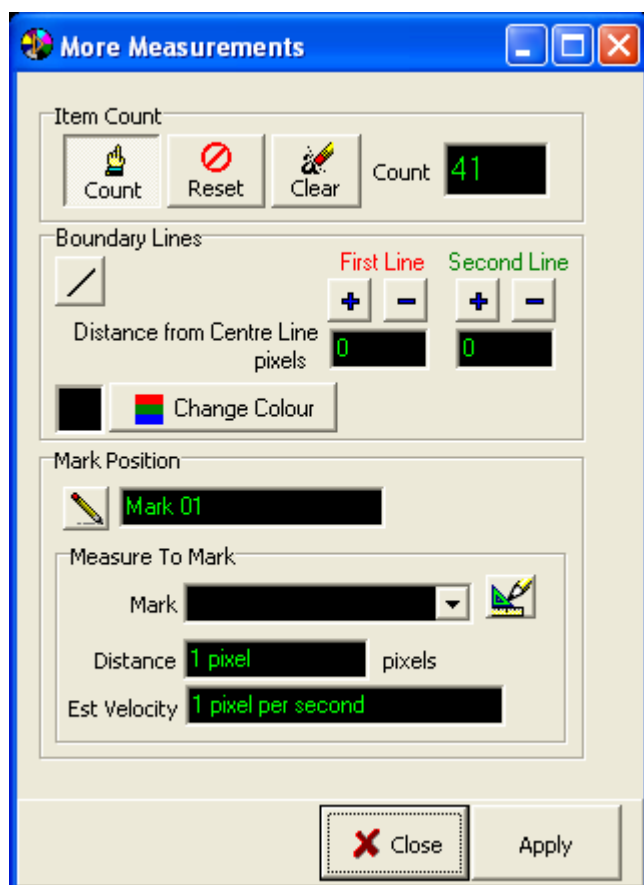 More Measurements
Item Count
Count Reset Clear Count 41
Boundary Lines
First Line Second Line
Distance from Centre Line
pixels
0 0
Change Colour
Mark Position
Mark 01
Measure To Mark
Mark
Distance 1 pixel pixels
Est Velocity 1 pixel per second
Close Apply